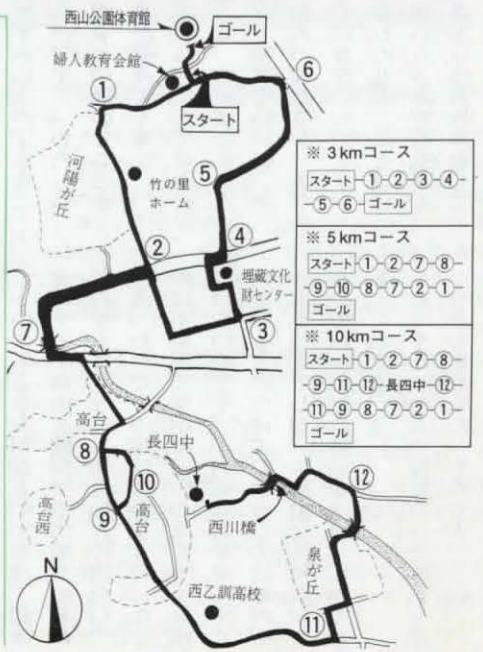 西山公園体育館
ゴール
婦人教育会館
⑥
①
スタート
河陽が丘
竹の里
ホーム
⑤
②
④
埋蔵文化
財センター
③
⑦
高台
⑧
長四中
⑫
⑩
高台西
⑨
高台
西川橋
泉が丘
N
西乙訓高校
⑪
※ 3kmコース
スタート-①-②-③-④-
-⑤-⑥-ゴール
※ 5kmコース
スタート-①-②-⑦-⑧-
⑨-⑩-⑧-⑦-②-①-
ゴール
※ 10kmコース
スタート-①-②-⑦-⑧-
-⑨-⑪-⑫-長四中-⑫-
⑪-⑨-⑧-⑦-②-①-
ゴール